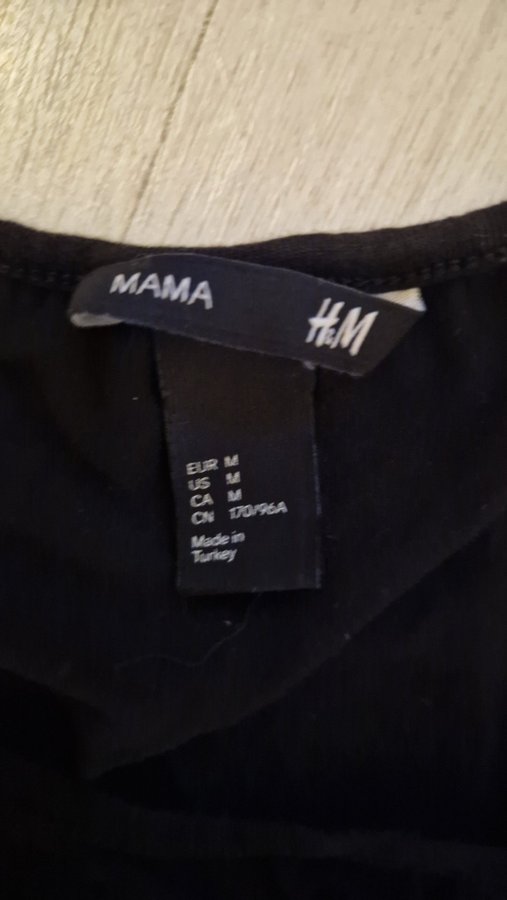 MAMA
H&M
EUR M
US M
CA M
CN 170/96A
Made in
Turkey